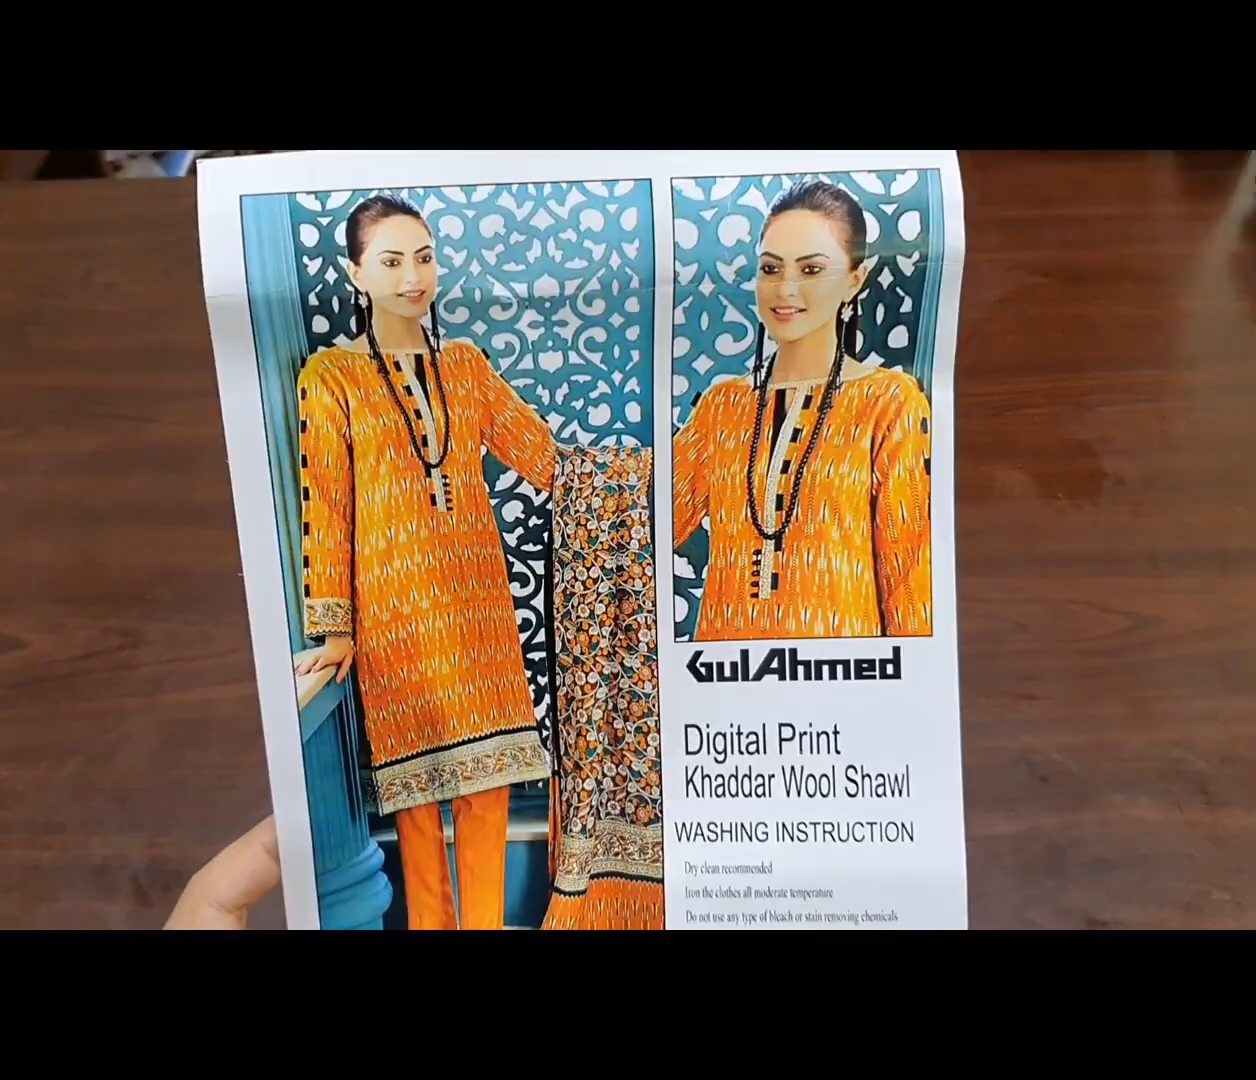 GulAhmed
Digital Print
Khaddar Wool Shawl
WASHING INSTRUCTION
Dry clean recommended
Iron the clothes all moderate temperature
Do not use any type of bleach or stain removing chemicals